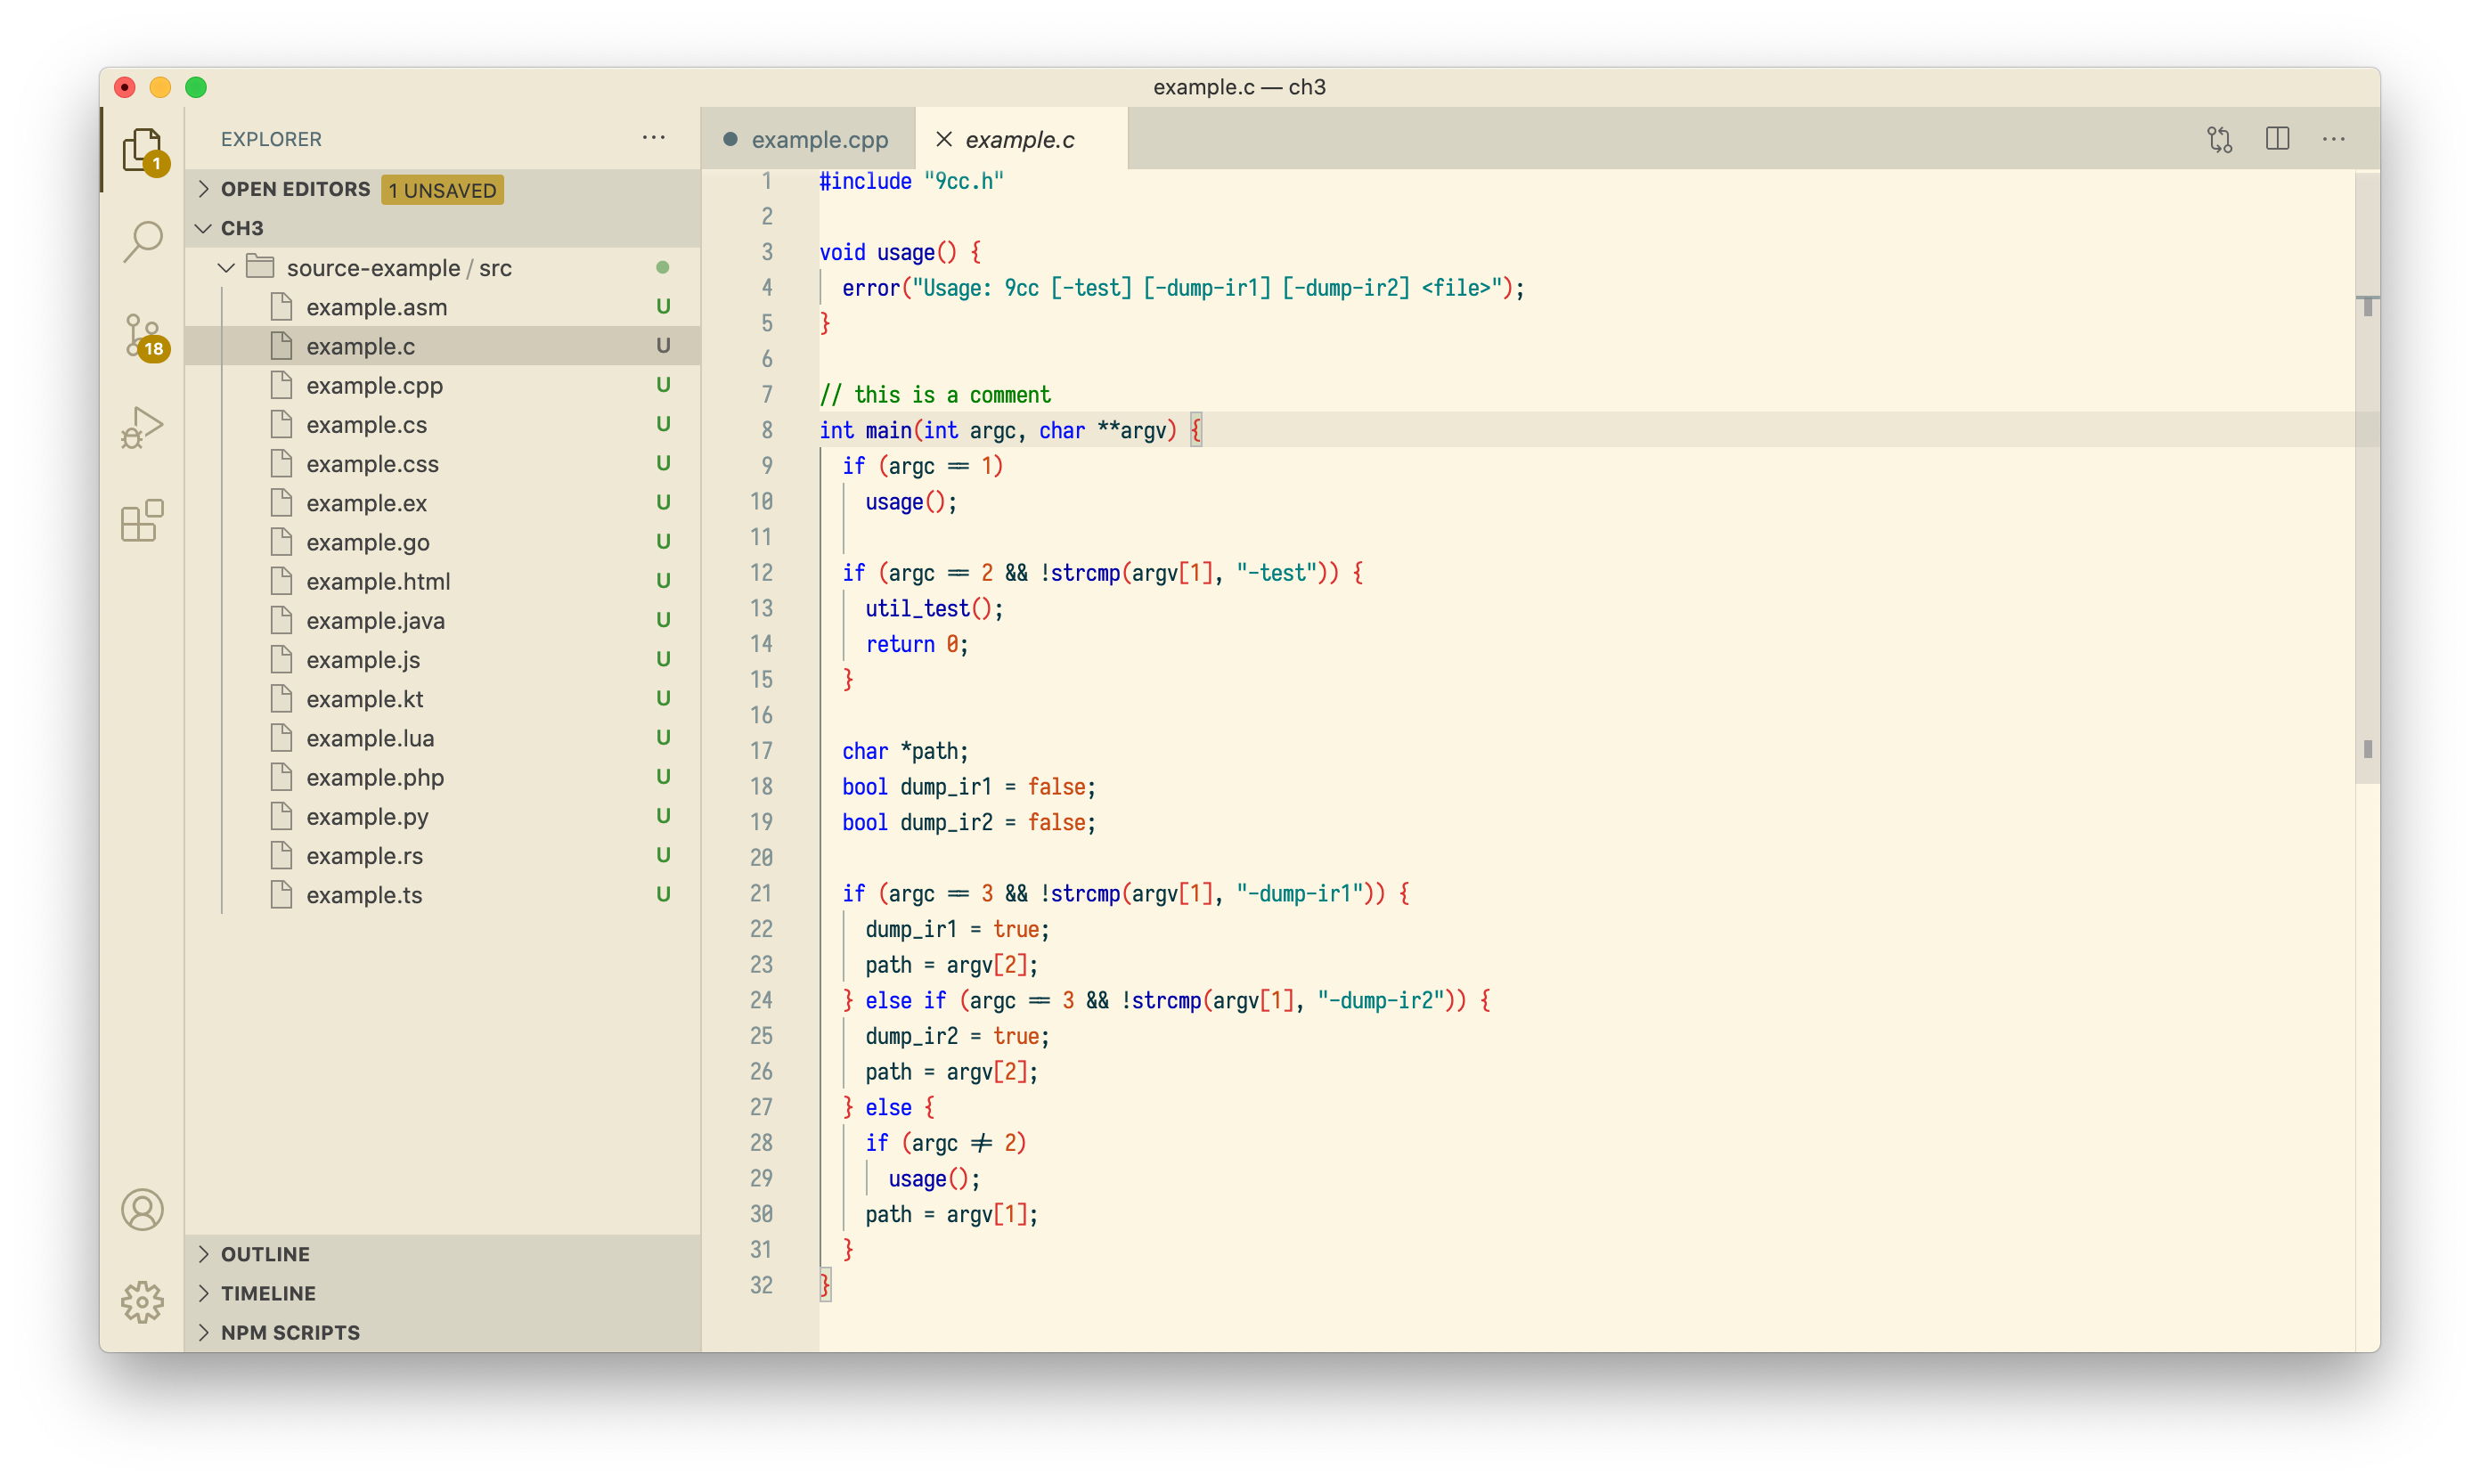 example.c — ch3
EXPLORER
example.cpp
example.c
1
OPEN EDITORS 1 UNSAVED
CH3
source-example / src
example.asm U
example.c U
example.cpp U
example.cs U
example.css U
example.ex U
example.go U
example.html U
example.java U
example.js U
example.kt U
example.lua U
example.php U
example.py U
example.rs U
example.ts U
18
OUTLINE
TIMELINE
NPM SCRIPTS
1 #include "9cc.h"
2
3 void usage() {
4   error("Usage: 9cc [-test] [-dump-ir1] [-dump-ir2] <file>");
5 }
6
7 // this is a comment
8 int main(int argc, char **argv) {
9   if (argc == 1)
10     usage();
11
12   if (argc == 2 && !strcmp(argv[1], "-test")) {
13     util_test();
14     return 0;
15   }
16
17   char *path;
18   bool dump_ir1 = false;
19   bool dump_ir2 = false;
20
21   if (argc == 3 && !strcmp(argv[1], "-dump-ir1")) {
22     dump_ir1 = true;
23     path = argv[2];
24   } else if (argc == 3 && !strcmp(argv[1], "-dump-ir2")) {
25     dump_ir2 = true;
26     path = argv[2];
27   } else {
28     if (argc != 2)
29       usage();
30     path = argv[1];
31   }
32 }